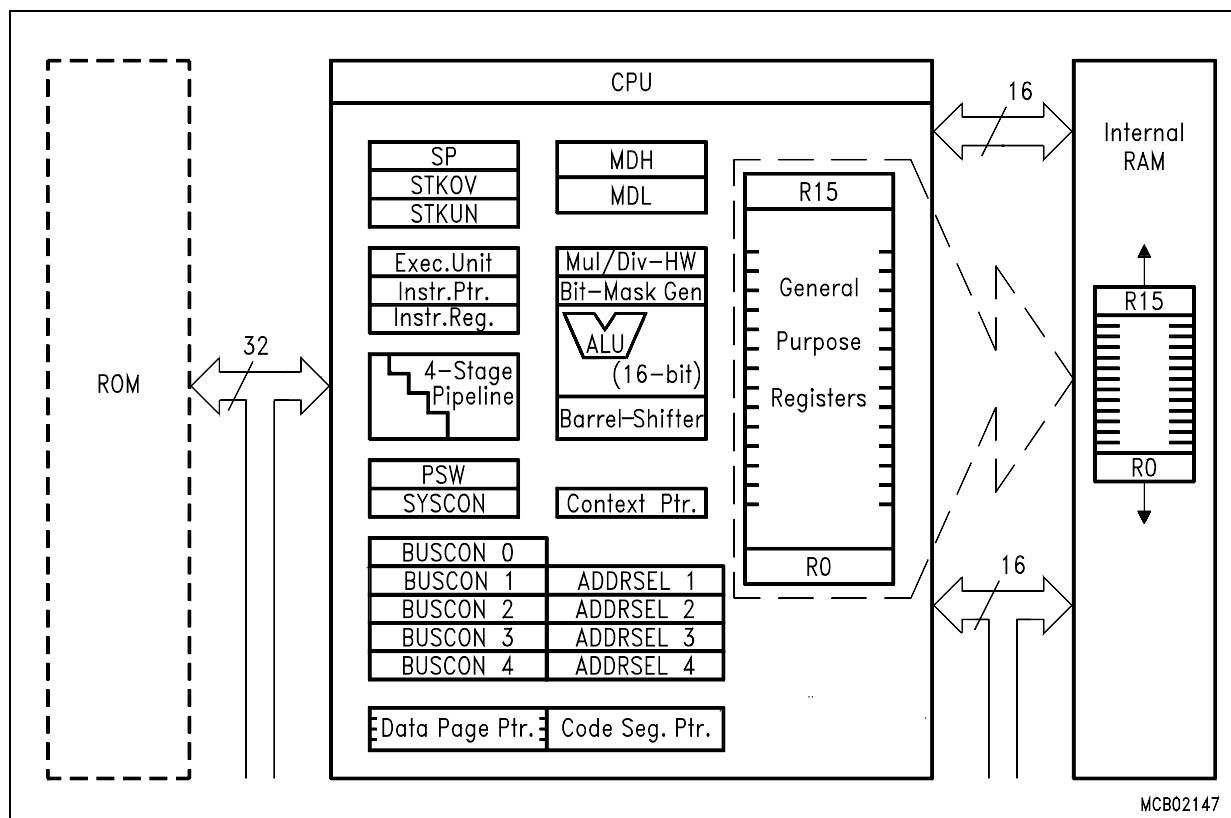 CPU
ROM
32
SP
STKOV
STKUN
MDH
MDL
Exec.Unit
Instr.Ptr.
Instr.Reg.
Mul/Div-HW
Bit-Mask Gen
ALU
(16-bit)
Barrel-Shifter
4-Stage
Pipeline
PSW
SYSCON
Context Ptr.
BUSCON 0
BUSCON 1 ADDRSEL 1
BUSCON 2 ADDRSEL 2
BUSCON 3 ADDRSEL 3
BUSCON 4 ADDRSEL 4
Data Page Ptr. Code Seg. Ptr.
R15
General
Purpose
Registers
R0
16
16
Internal
RAM
R15
R0
MCB02147